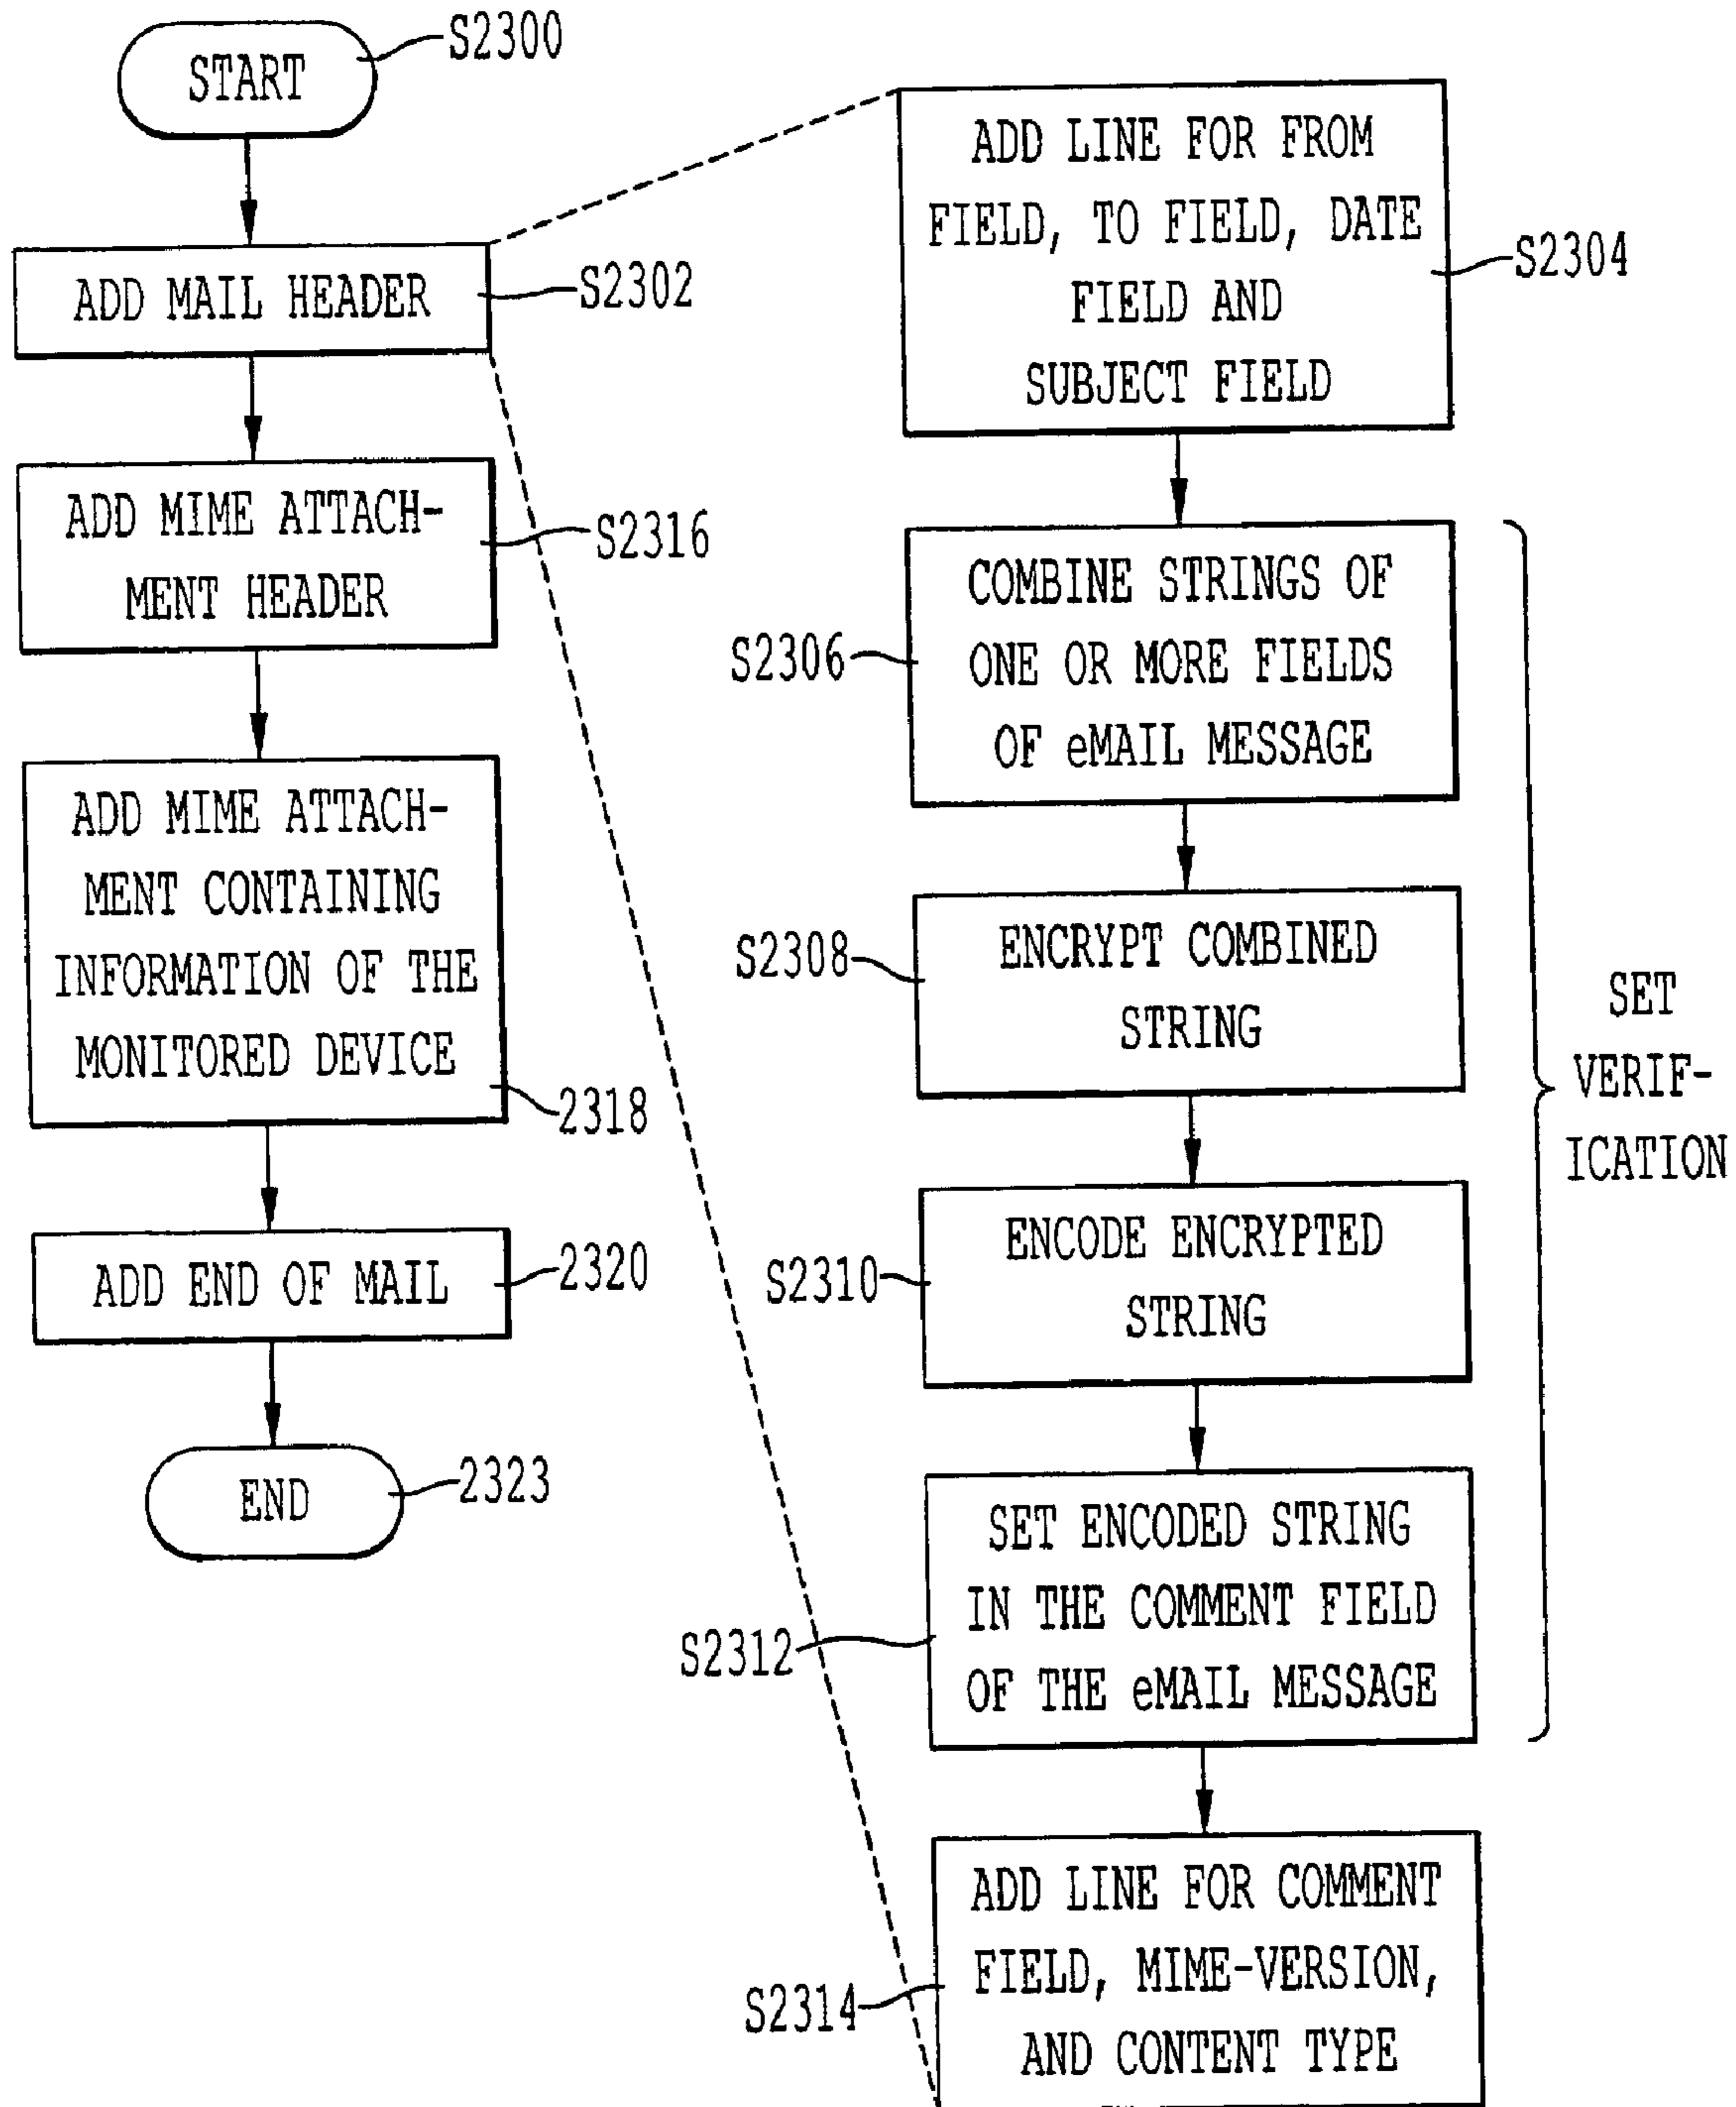 START
S2300
ADD MAIL HEADER
S2302
ADD MIME ATTACH-
MENT HEADER
S2316
ADD MIME ATTACH-
MENT CONTAINING
INFORMATION OF THE
MONITORED DEVICE
2318
ADD END OF MAIL
2320
END
2323
ADD LINE FOR FROM
FIELD, TO FIELD, DATE
FIELD AND
SUBJECT FIELD
S2304
COMBINE STRINGS OF
ONE OR MORE FIELDS
OF eMAIL MESSAGE
S2306
ENCRYPT COMBINED
STRING
S2308
ENCODE ENCRYPTED
STRING
S2310
SET ENCODED STRING
IN THE COMMENT FIELD
OF THE eMAIL MESSAGE
S2312
SET
VERIF-
ICATION
ADD LINE FOR COMMENT
FIELD, MIME-VERSION,
AND CONTENT TYPE
S2314